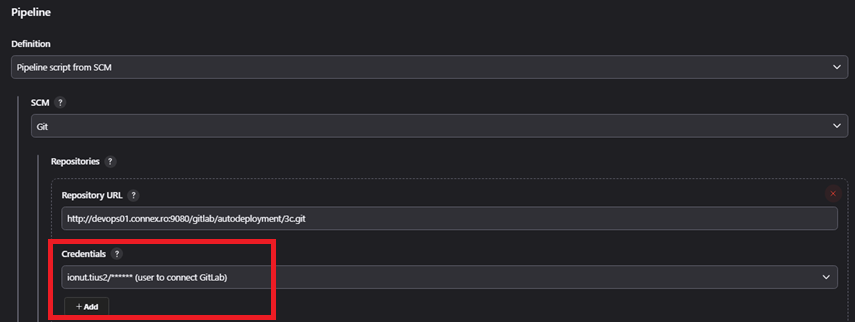 Pipeline
Definition
Pipeline script from SCM
SCM ?
Git
Repositories ?
Repository URL ?
http://devops01.connex.ro:9080/gitlab/autodeployment/3c.git
Credentials ?
ionut.tius2/****** (user to connect GitLab)
+ Add